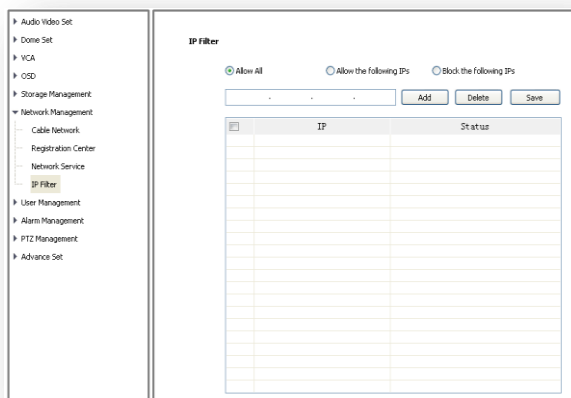 Audio Video Set
Dome Set
VCA
OSD
Storage Management
Network Management
Cable Network
Registration Center
Network Service
IP Filter
User Management
Alarm Management
PTZ Management
Advance Set
IP Filter
Allow All Allow the following IPs Block the following IPs
. . . Add Delete Save
IP Status